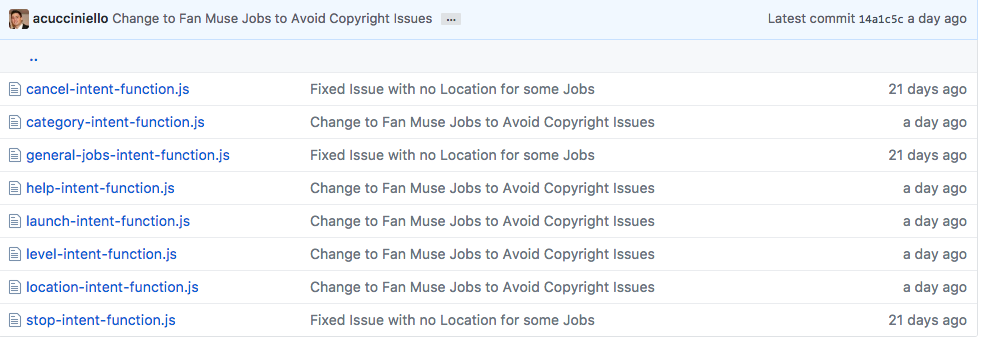 acucciniello Change to Fan Muse Jobs to Avoid Copyright Issues ... Latest commit 14a1c5c a day ago
..
cancel-intent-function.js Fixed Issue with no Location for some Jobs 21 days ago
category-intent-function.js Change to Fan Muse Jobs to Avoid Copyright Issues a day ago
general-jobs-intent-function.js Fixed Issue with no Location for some Jobs 21 days ago
help-intent-function.js Change to Fan Muse Jobs to Avoid Copyright Issues a day ago
launch-intent-function.js Change to Fan Muse Jobs to Avoid Copyright Issues a day ago
level-intent-function.js Change to Fan Muse Jobs to Avoid Copyright Issues a day ago
location-intent-function.js Change to Fan Muse Jobs to Avoid Copyright Issues a day ago
stop-intent-function.js Fixed Issue with no Location for some Jobs 21 days ago